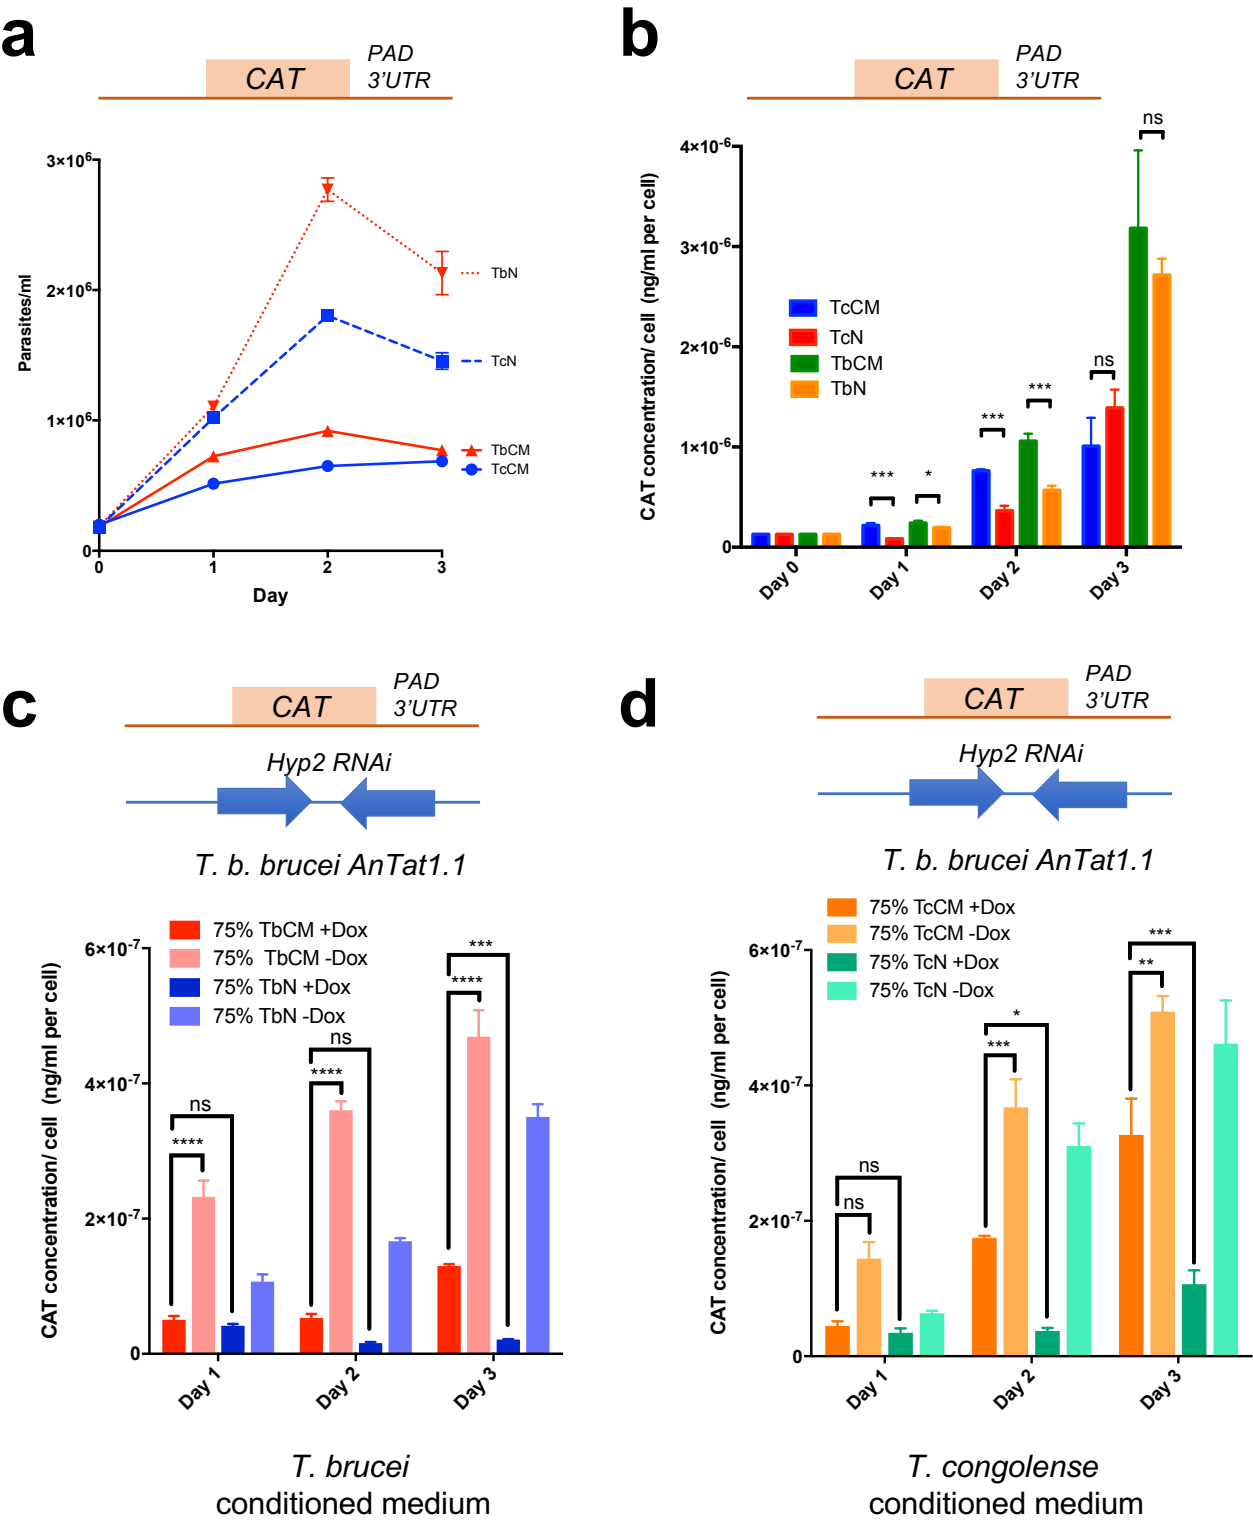 a
CAT
PAD
3'UTR
3×10⁶
2×10⁶
1×10⁶
0
Parasites/ml
0
1
2
3
Day
TbN
TcN
TbCM
TcCM
b
CAT
PAD
3'UTR
4×10⁻⁶
3×10⁻⁶
2×10⁻⁶
1×10⁻⁶
0
CAT concentration/ cell (ng/ml per cell)
TcCM
TcN
TbCM
TbN
***
*
***
***
ns
ns
Day 0
Day 1
Day 2
Day 3
c
CAT
PAD
3'UTR
Hyp2 RNAi
T. b. brucei AnTat1.1
75% TbCM +Dox
75% TbCM -Dox
75% TbN +Dox
75% TbN -Dox
6×10⁻⁷
4×10⁻⁷
2×10⁻⁷
0
CAT concentration/ cell (ng/ml per cell)
ns
****
ns
****
***
****
Day 1
Day 2
Day 3
T. brucei
conditioned medium
d
CAT
PAD
3'UTR
Hyp2 RNAi
T. b. brucei AnTat1.1
75% TcCM +Dox
75% TcCM -Dox
75% TcN +Dox
75% TcN -Dox
6×10⁻⁷
4×10⁻⁷
2×10⁻⁷
0
CAT concentration/ cell (ng/ml per cell)
ns
ns
*
***
***
**
Day 1
Day 2
Day 3
T. congolense
conditioned medium